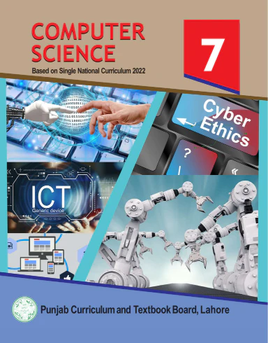 COMPUTER
SCIENCE
7
Based on Single National Curriculum 2022
Cyber
Ethics
?
/
ICT
Punjab Curriculum and Textbook Board, Lahore